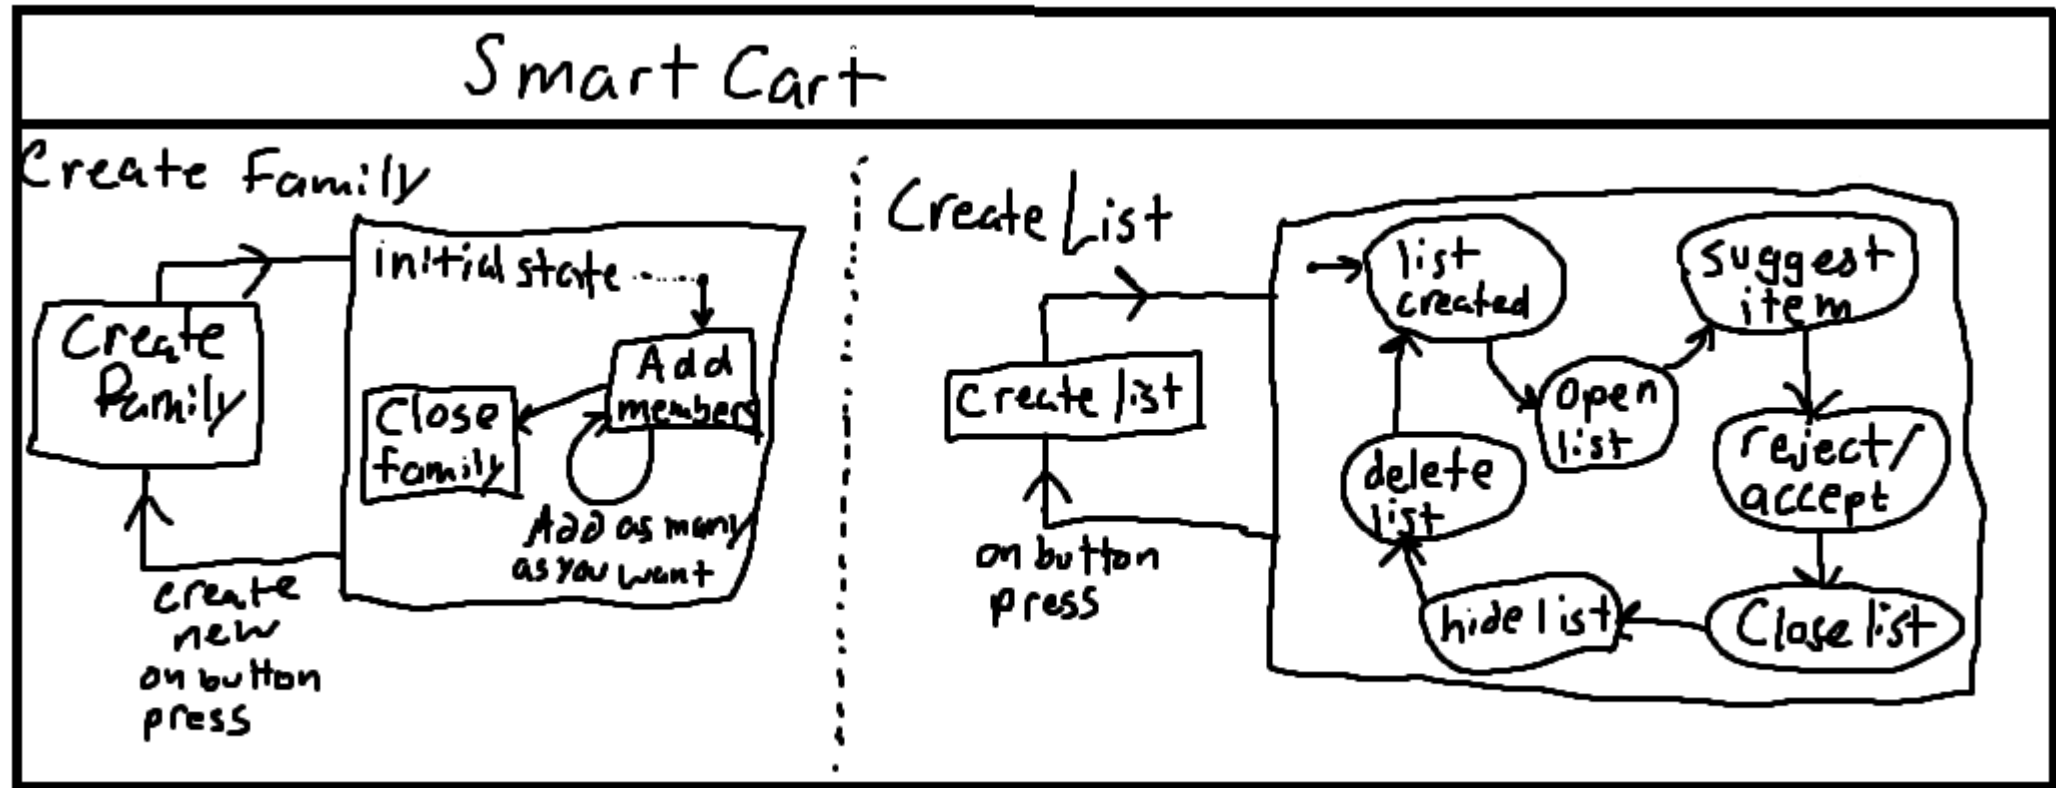 Smart Cart
Create Family
initial state
Create
Family
Add
members
Close
family
Add as many
as you want
create
new
on button
press
Create List
create list
on button
press
list
created
suggest
item
open
list
reject/
accept
delete
list
hide list
Close list